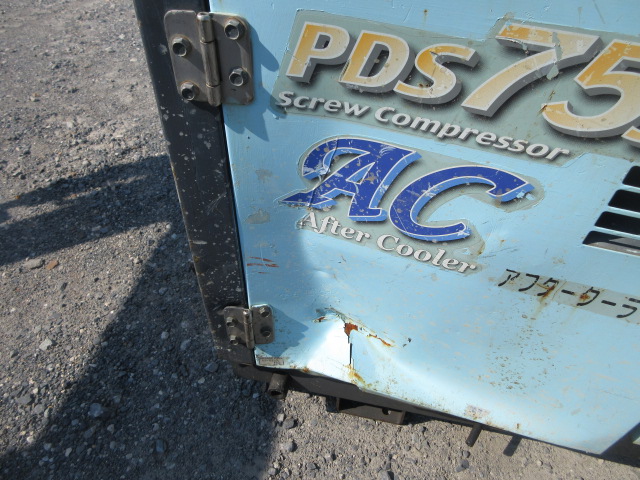 PDS75
Screw Compressor
AC
After Cooler
アフタークーラ